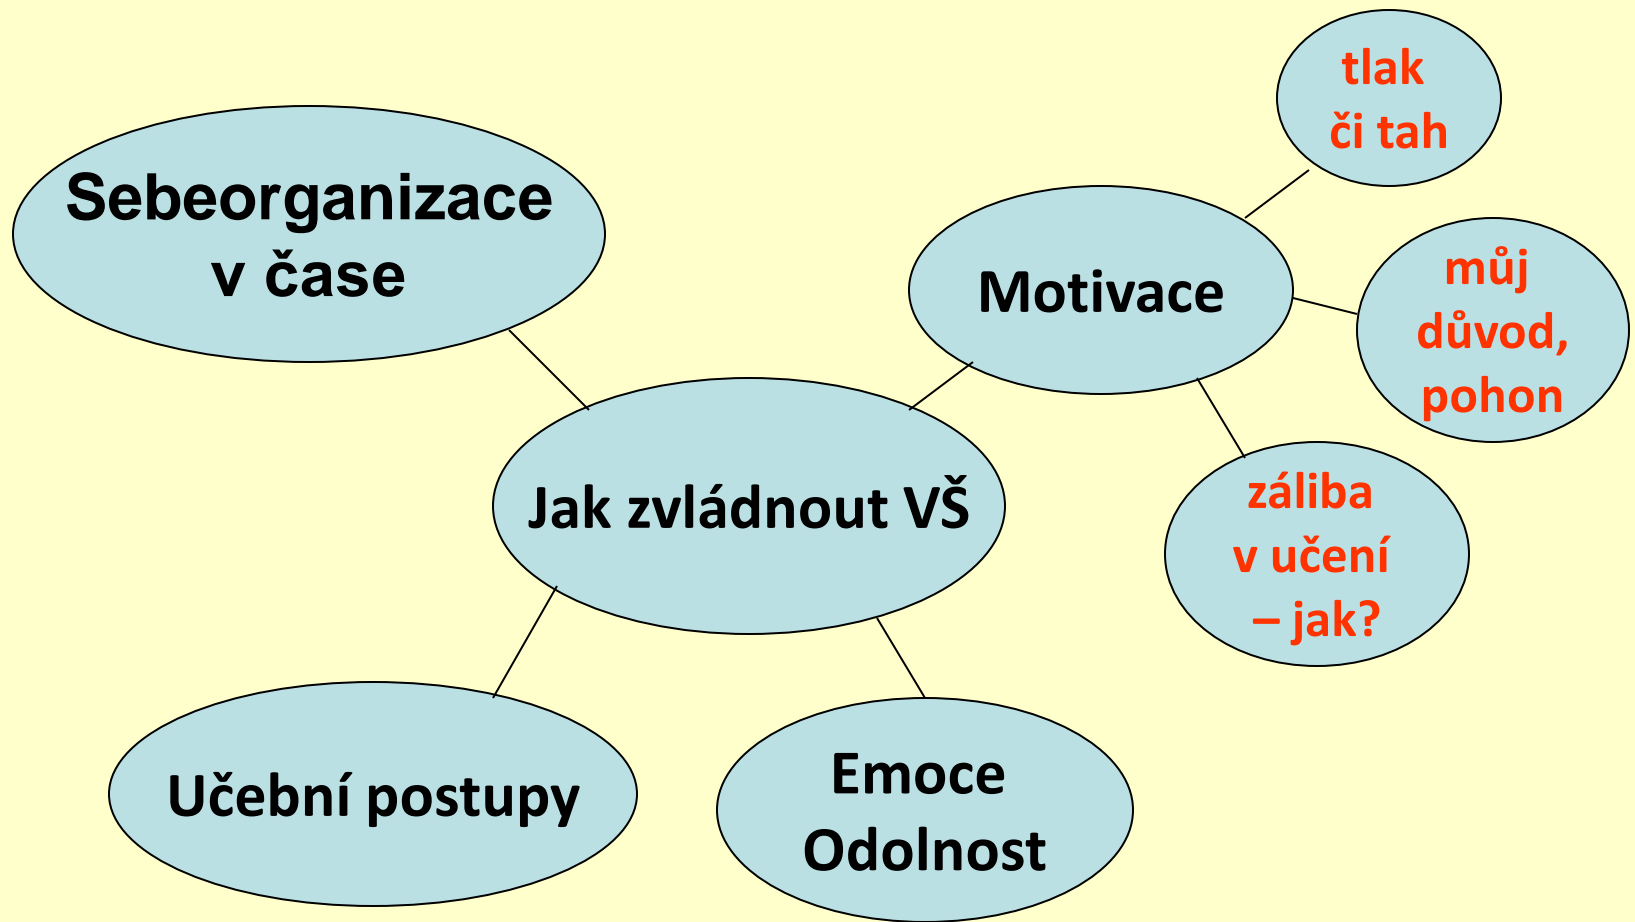 tlak
či tah
Sebeorganizace
v čase
Motivace
můj
důvod,
pohon
Jak zvládnout VŠ
záliba
v učení
– jak?
Učební postupy
Emoce
Odolnost